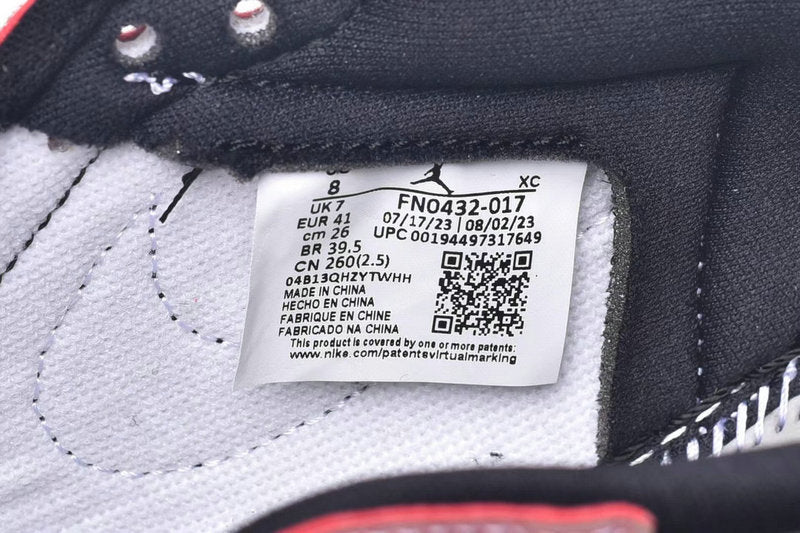 8
XC
UK 7
FN0432-017
EUR 41
07/17/23 | 08/02/23
cm 26
UPC 00194497317649
BR 39.5
CN 260(2.5)
04B13QHZYTWHH
MADE IN CHINA
HECHO EN CHINA
FABRIQUE EN CHINE
FABRICADO NA CHINA
This product is covered by one or more patents:
www.nike.com/patentsvirtualmarking